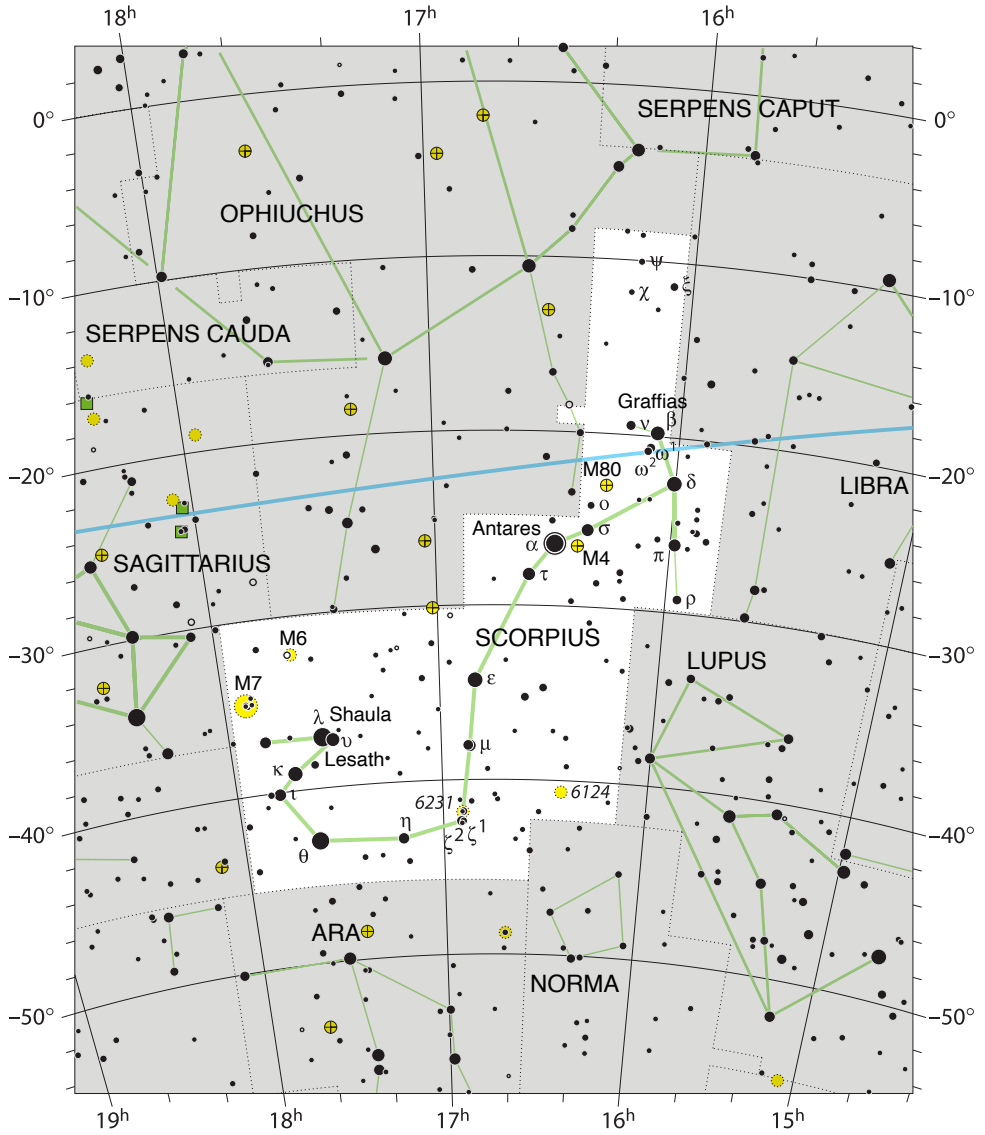 18h 17h 16h
SERPENS CAPUT
0° 0°
OPHIUCHUS
ψ
χ ξ
−10° −10°
SERPENS CAUDA
Graffias
ν β
ω² ω¹
M80
−20° δ −20°
LIBRA
ο
Antares σ
α M4
π
SAGITTARIUS τ
ρ
SCORPIUS
M6
−30° LUPUS −30°
M7 ε
λ Shaula
υ μ
Lesath
κ
ι 6231 6124
−40° η ζ² ζ¹ −40°
θ
ARA
NORMA
−50° −50°
19h 18h 17h 16h 15h